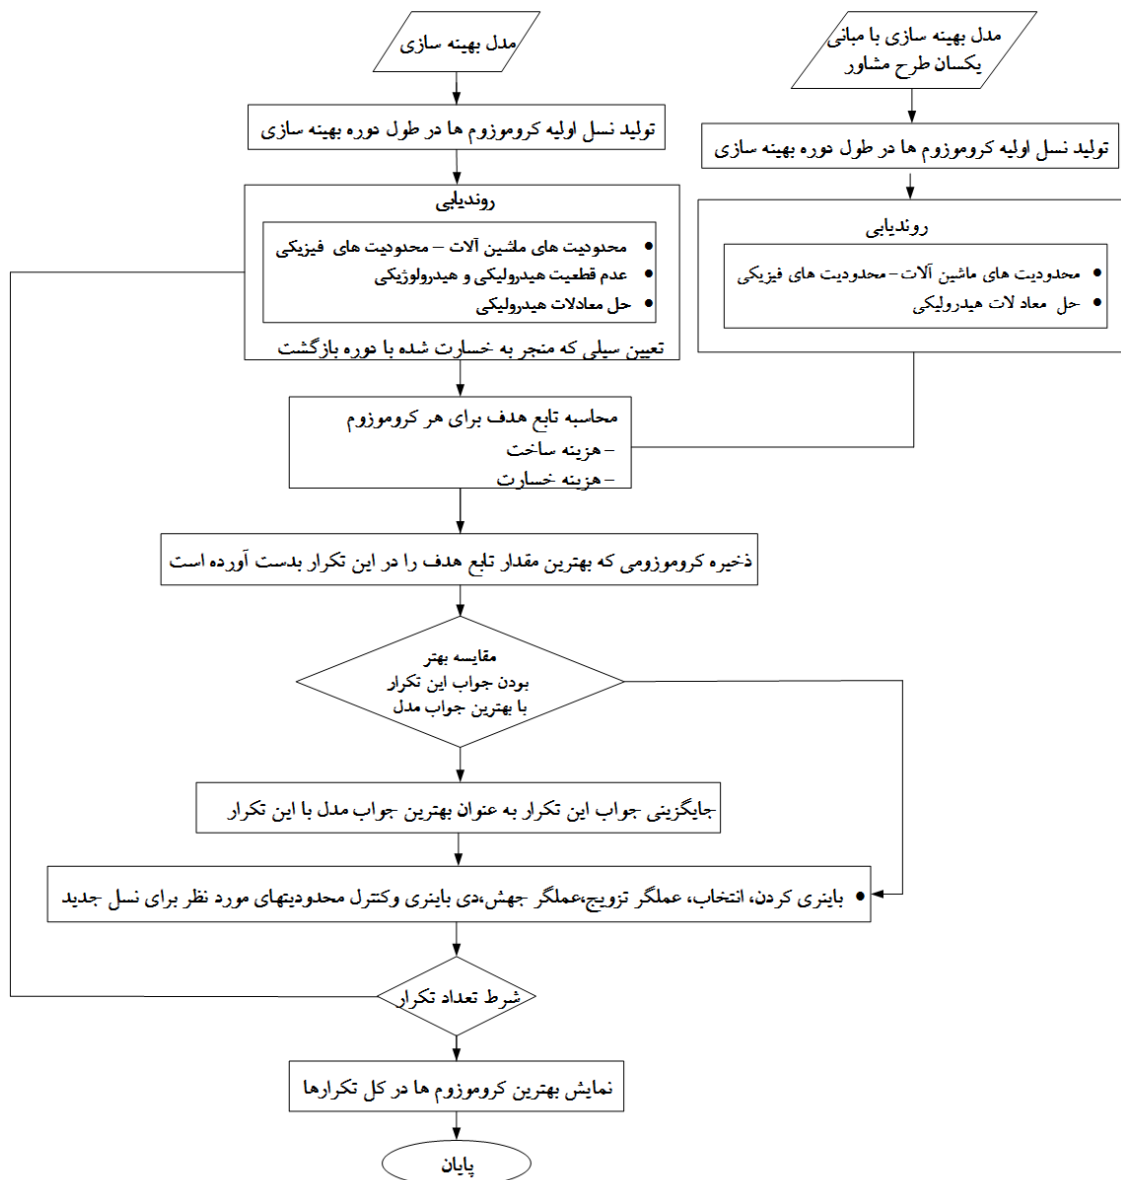 مدل بهینه سازی
مدل بهینه سازی با مبانی
یکسان طرح مشاور
تولید نسل اولیه کروموزوم ها در طول دوره بهینه سازی
تولید نسل اولیه کروموزوم ها در طول دوره بهینه سازی
روندیابی
• محدودیت های ماشین آلات – محدودیت های فیزیکی
• عدم قطعیت هیدرولیکی و هیدرولوژیکی
• حل معادلات هیدرولیکی
تعیین سیلی که منجر به خسارت شده با دوره بازگشت
روندیابی
• محدودیت های ماشین آلات – محدودیت های فیزیکی
• حل معاد لات هیدرولیکی
محاسبه تابع هدف برای هر کروموزوم
– هزینه ساخت
– هزینه خسارت
ذخیره کروموزومی که بهترین مقدار تابع هدف را در این تکرار بدست آورده است
مقایسه بهتر
بودن جواب این تکرار
با بهترین جواب مدل
جایگزینی جواب این تکرار به عنوان بهترین جواب مدل با این تکرار
• باینری کردن، انتخاب، عملگر تزویج،عملگر جهش،دی باینری وکنترل محدودیتهای مورد نظر برای نسل جدید
شرط تعداد تکرار
نمایش بهترین کروموزوم ها در کل تکرارها
پایان